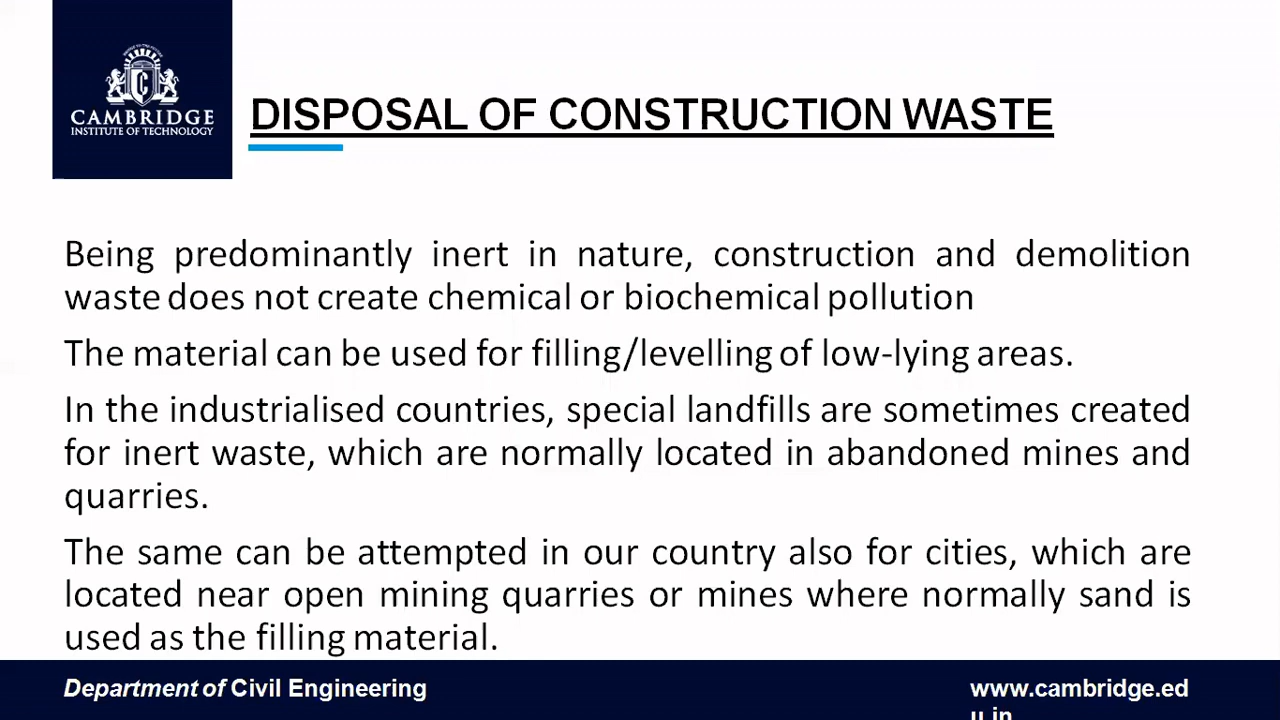 CAMBRIDGE
INSTITUTE OF TECHNOLOGY
DISPOSAL OF CONSTRUCTION WASTE
Being predominantly inert in nature, construction and demolition
waste does not create chemical or biochemical pollution
The material can be used for filling/levelling of low-lying areas.
In the industrialised countries, special landfills are sometimes created
for inert waste, which are normally located in abandoned mines and
quarries.
The same can be attempted in our country also for cities, which are
located near open mining quarries or mines where normally sand is
used as the filling material.
Department of Civil Engineering
www.cambridge.ed
u.in